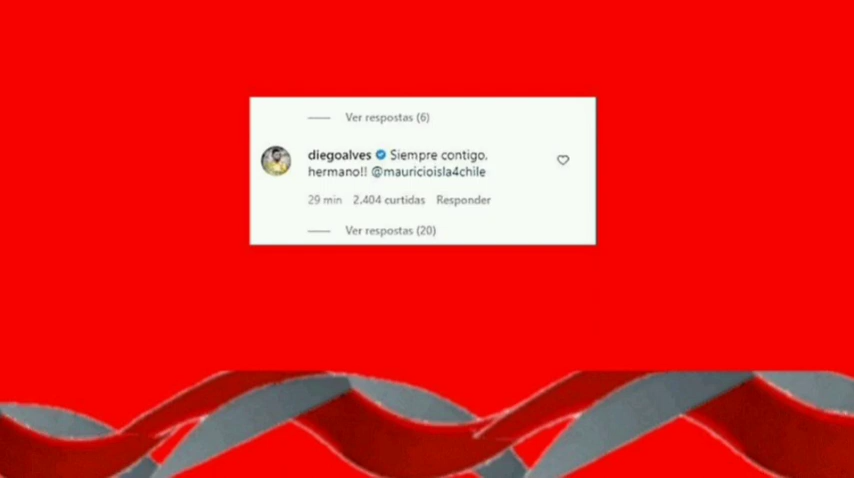 Ver respostas (6)
diegoalves Siempre contigo,
hermano!! @mauricioisla4chile
29 min 2.404 curtidas Responder
Ver respostas (20)